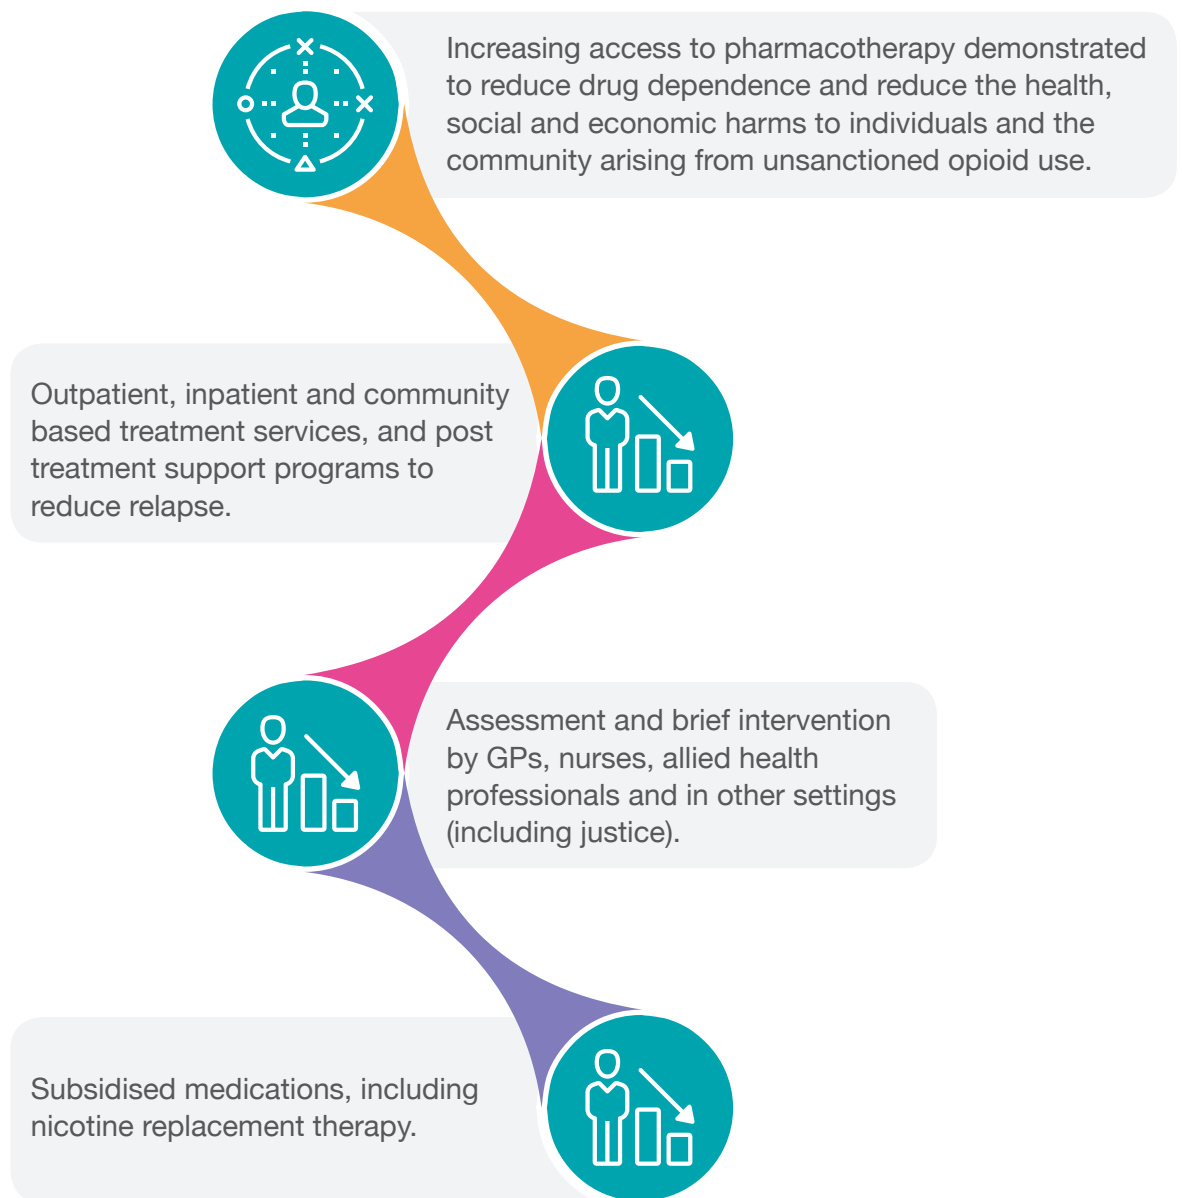 Increasing access to pharmacotherapy demonstrated
to reduce drug dependence and reduce the health,
social and economic harms to individuals and the
community arising from unsanctioned opioid use.
Outpatient, inpatient and community
based treatment services, and post
treatment support programs to
reduce relapse.
Assessment and brief intervention
by GPs, nurses, allied health
professionals and in other settings
(including justice).
Subsidised medications, including
nicotine replacement therapy.